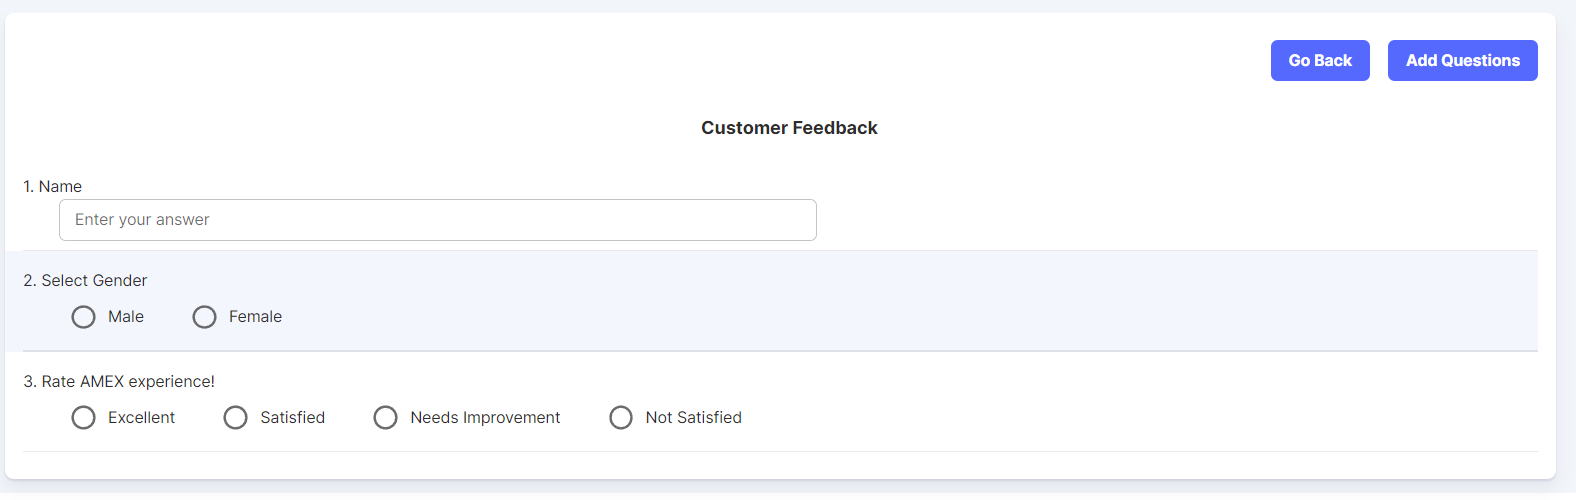 Go Back Add Questions
Customer Feedback
1. Name
Enter your answer
2. Select Gender
Male Female
3. Rate AMEX experience!
Excellent Satisfied Needs Improvement Not Satisfied